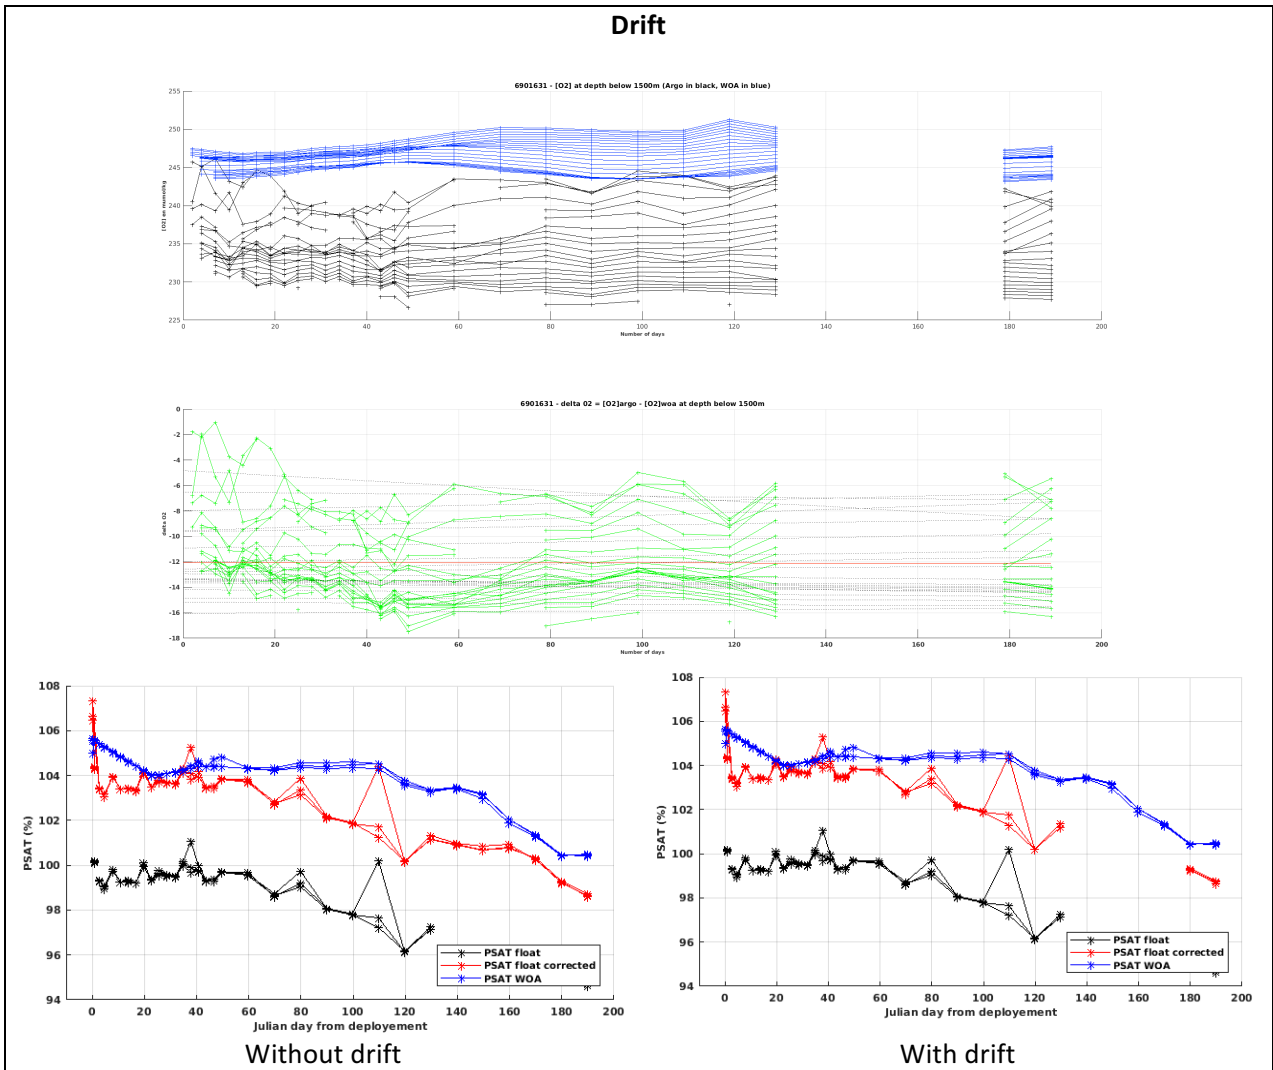 Drift
6901631 - [O2] at depth below 1500m (Argo in black, WOA in blue)
255
250
245
240
235
230
225
[O2] en mumol/kg
0 20 40 60 80 100 120 140 160 180 200
Number of days
6901631 - delta 02 = [O2]argo - [O2]woa at depth below 1500m
0
-2
-4
-6
-8
-10
-12
-14
-16
-18
delta O2
0 20 40 60 80 100 120 140 160 180 200
Number of days
108
106
104
102
100
98
96
94
PSAT (%)
PSAT float
PSAT float corrected
PSAT WOA
0 20 40 60 80 100 120 140 160 180 200
Julian day from deployement
Without drift
108
106
104
102
100
98
96
94
PSAT (%)
PSAT float
PSAT float corrected
PSAT WOA
0 20 40 60 80 100 120 140 160 180 200
Julian day from deployement
With drift